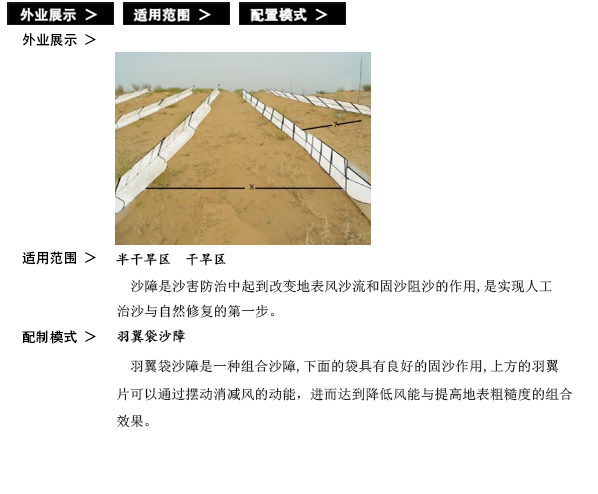 外业展示 > 适用范围 > 配置模式 >
外业展示 >
x
x
适用范围 > 半干旱区 干旱区
沙障是沙害防治中起到改变地表风沙流和固沙阻沙的作用,是实现人工
治沙与自然修复的第一步。
配制模式 > 羽翼袋沙障
羽翼袋沙障是一种组合沙障,下面的袋具有良好的固沙作用,上方的羽翼
片可以通过摆动消减风的动能，进而达到降低风能与提高地表粗糙度的组合
效果。